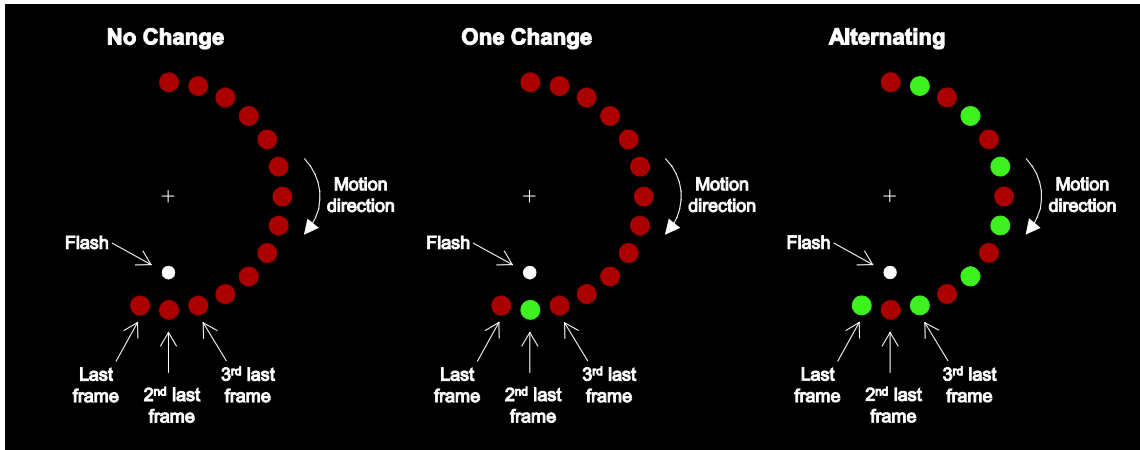 No Change
One Change
Alternating
Motion
direction
Motion
direction
Motion
direction
Flash
Flash
Flash
Last
frame
2nd last
frame
3rd last
frame
Last
frame
2nd last
frame
3rd last
frame
Last
frame
2nd last
frame
3rd last
frame